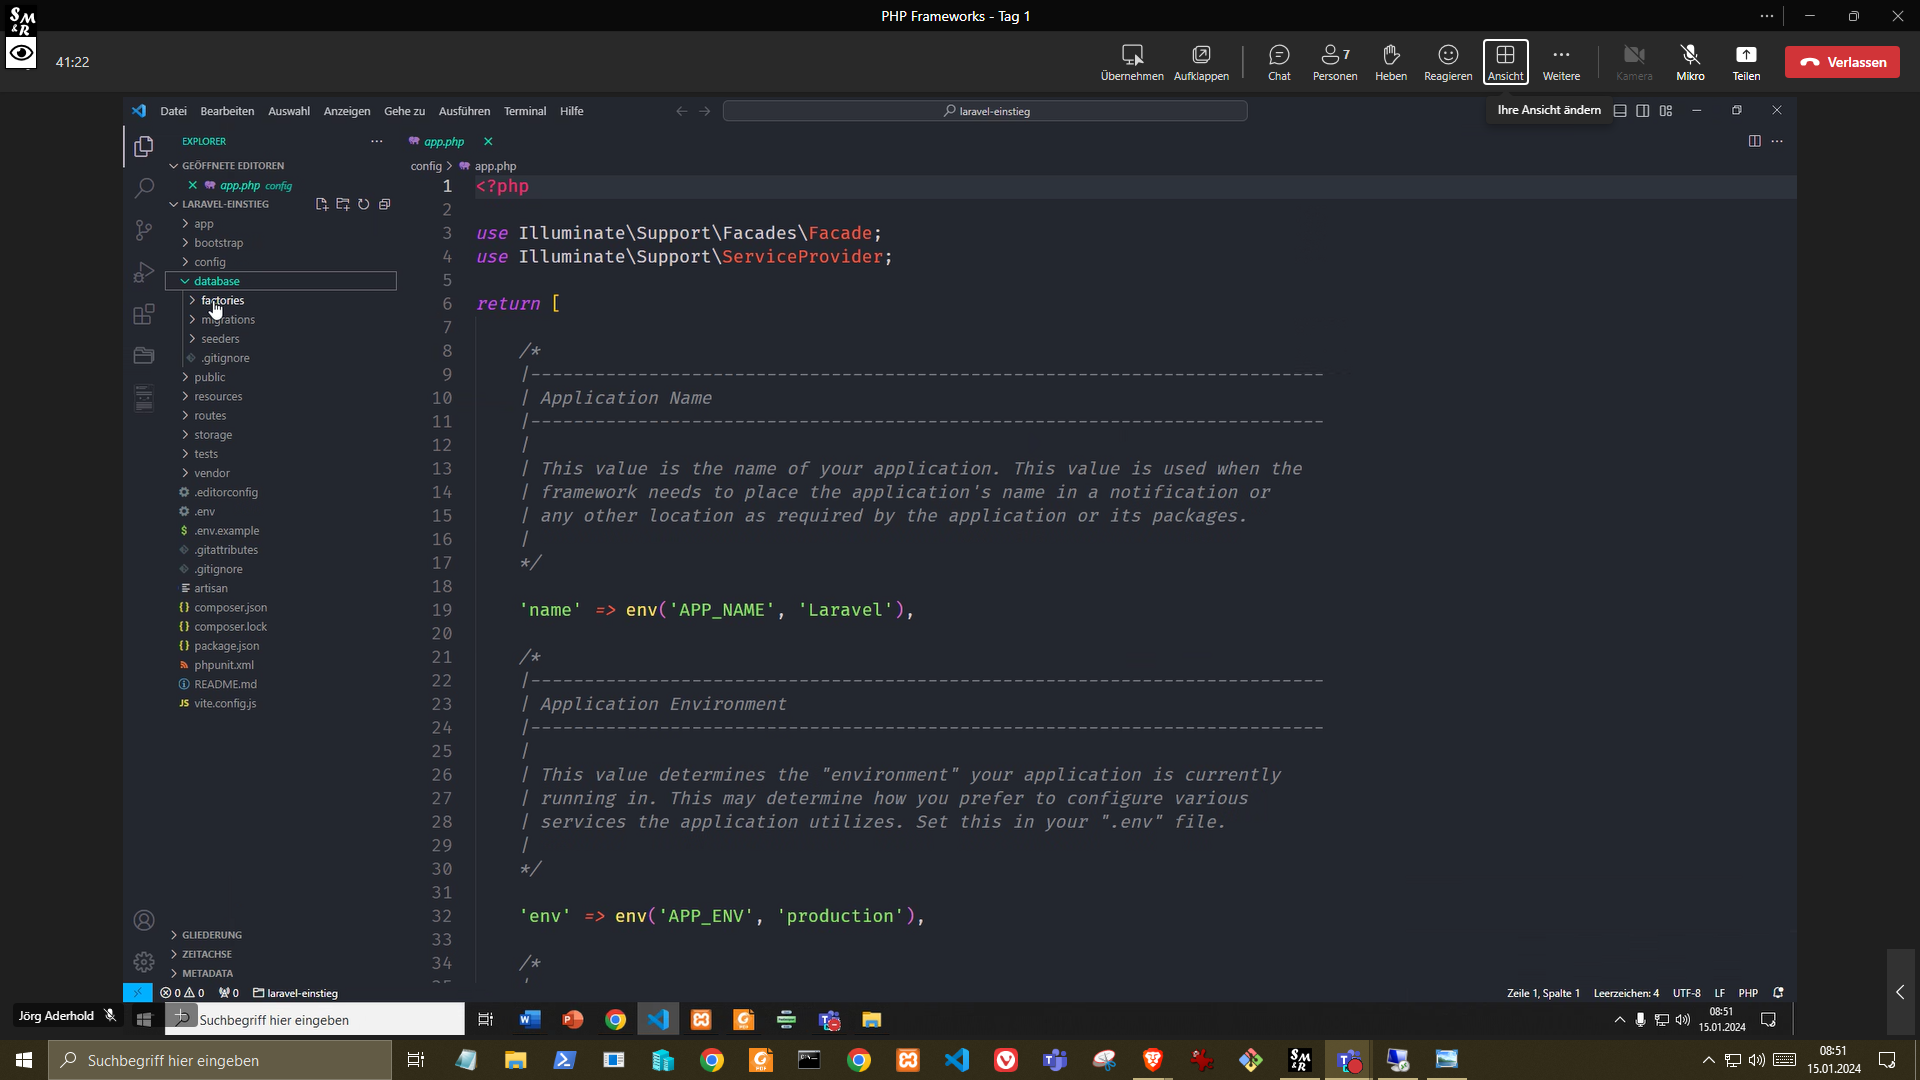 SM&R
PHP Frameworks - Tag 1
41:22
Übernehmen
Aufklappen
Chat
7
Personen
Heben
Reagieren
Ansicht
Weitere
Kamera
Mikro
Teilen
Verlassen
Datei Bearbeiten Auswahl Anzeigen Gehe zu Ausführen Terminal Hilfe
laravel-einstieg
Ihre Ansicht ändern
EXPLORER
GEÖFFNETE EDITOREN
app.php config
LARAVEL-EINSTIEG
app
bootstrap
config
database
factories
migrations
seeders
.gitignore
public
resources
routes
storage
tests
vendor
.editorconfig
.env
.env.example
.gitattributes
.gitignore
artisan
composer.json
composer.lock
package.json
phpunit.xml
README.md
vite.config.js
GLIEDERUNG
ZEITACHSE
METADATA
app.php
config > app.php
1 <?php
2
3 use Illuminate\Support\Facades\Facade;
4 use Illuminate\Support\ServiceProvider;
5
6 return [
7
8 /*
9 |--------------------------------------------------------------------------
10 | Application Name
11 |--------------------------------------------------------------------------
12 |
13 | This value is the name of your application. This value is used when the
14 | framework needs to place the application's name in a notification or
15 | any other location as required by the application or its packages.
16 |
17 */
18
19 'name' => env('APP_NAME', 'Laravel'),
20
21 /*
22 |--------------------------------------------------------------------------
23 | Application Environment
24 |--------------------------------------------------------------------------
25 |
26 | This value determines the "environment" your application is currently
27 | running in. This may determine how you prefer to configure various
28 | services the application utilizes. Set this in your ".env" file.
29 |
30 */
31
32 'env' => env('APP_ENV', 'production'),
33
34 /*
0 0 0 laravel-einstieg
Zeile 1, Spalte 1 Leerzeichen: 4 UTF-8 LF PHP
Jörg Aderhold
Suchbegriff hier eingeben
08:51
15.01.2024
Suchbegriff hier eingeben
08:51
15.01.2024